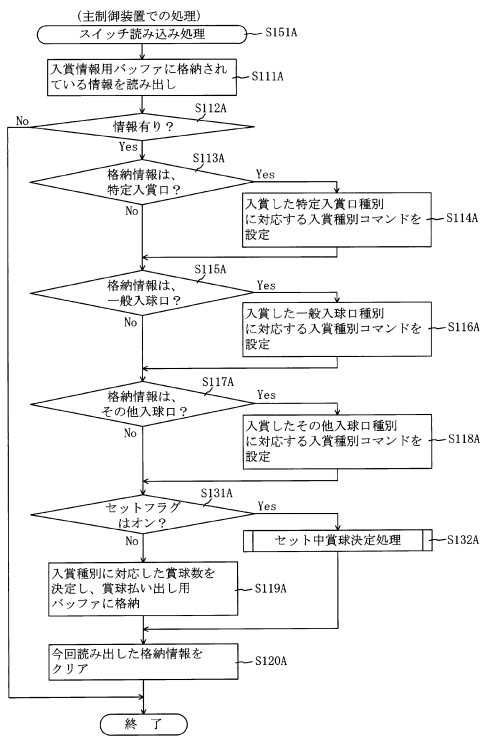 (主制御装置での処理)
スイッチ読み込み処理
S151A
入賞情報用バッファに格納され
ている情報を読み出し
S111A
S112A
No
情報有り？
Yes
S113A
格納情報は、
特定入賞口？
Yes
No
入賞した特定入賞口種別
に対応する入賞種別コマンドを
設定
S114A
S115A
格納情報は、
一般入球口？
Yes
No
入賞した一般入球口種別
に対応する入賞種別コマンドを
設定
S116A
S117A
格納情報は、
その他入球口？
Yes
No
入賞したその他入球口種別
に対応する入賞種別コマンドを
設定
S118A
S131A
セットフラグ
はオン？
Yes
No
セット中賞球決定処理
S132A
入賞種別に対応した賞球数を
決定し、賞球払い出し用
バッファに格納
S119A
今回読み出した格納情報を
クリア
S120A
終 了